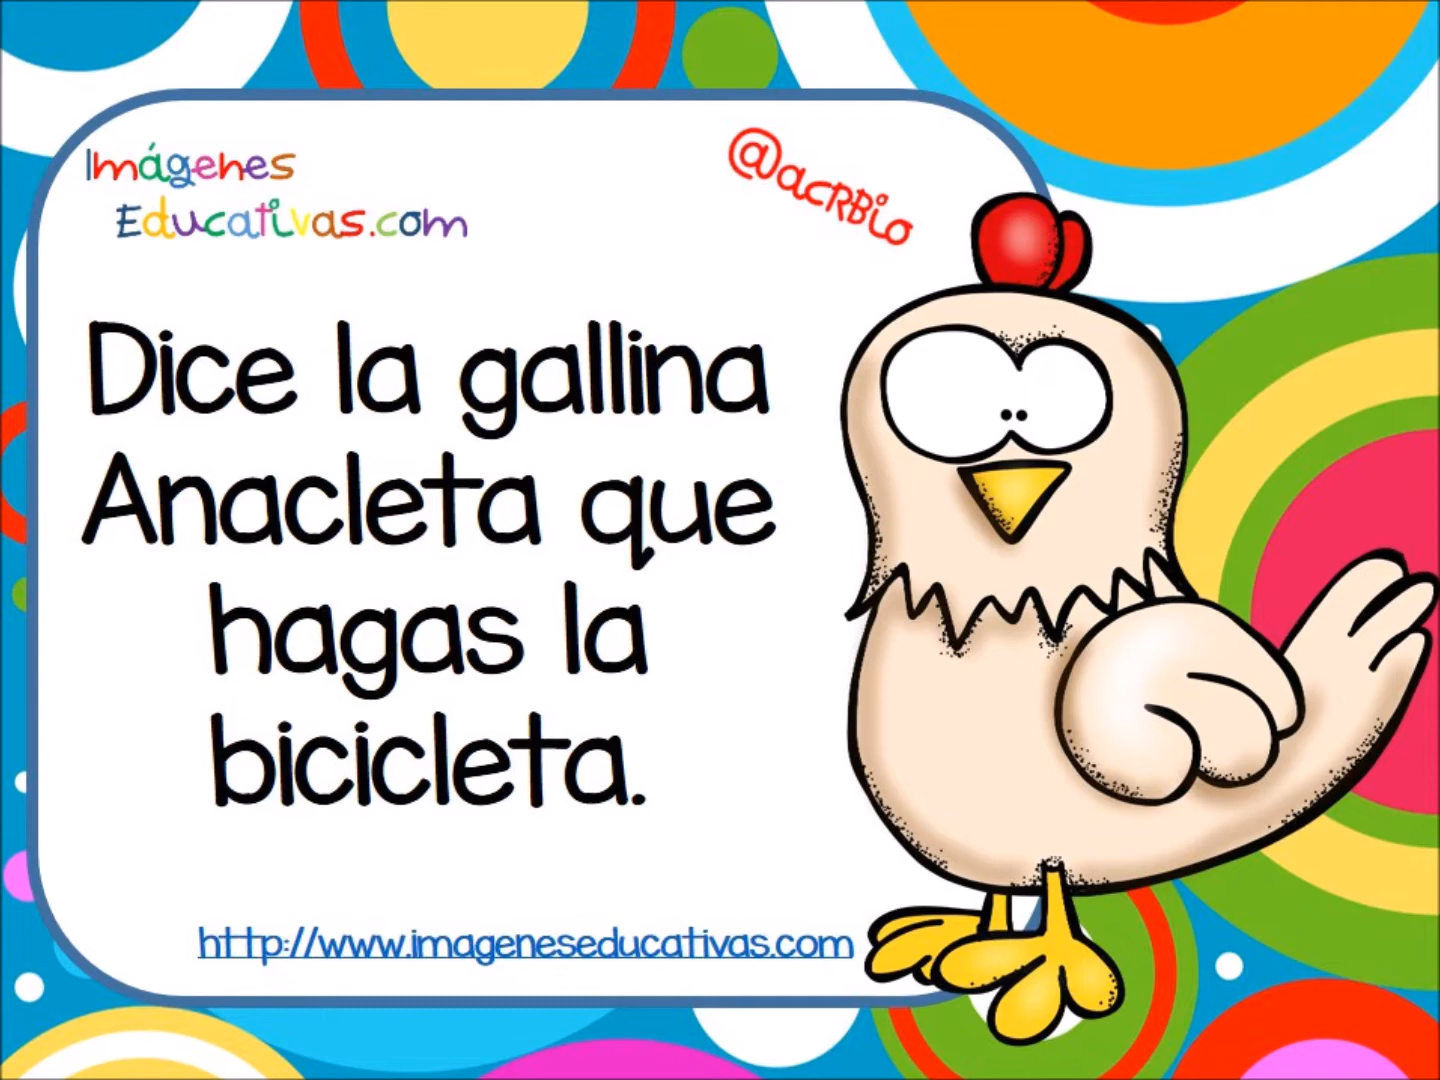 Imágenes
Educativas.com
@acRBio
Dice la gallina
Anacleta que
hagas la
bicicleta.
http://www.imageneseducativas.com